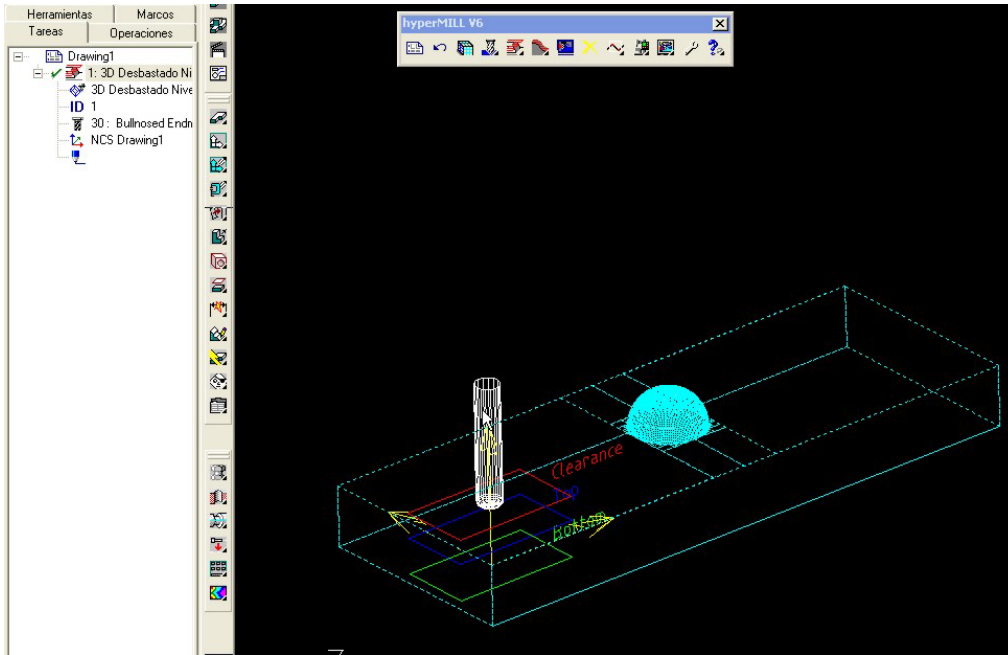 Herramientas Marcos
Tareas Operaciones
hyperMILL V6
Drawing1
1: 3D Desbastado Ni
3D Desbastado Nive
ID 1
30 : Bullnosed Endn
NCS Drawing1
Clearance
Top
Bottom